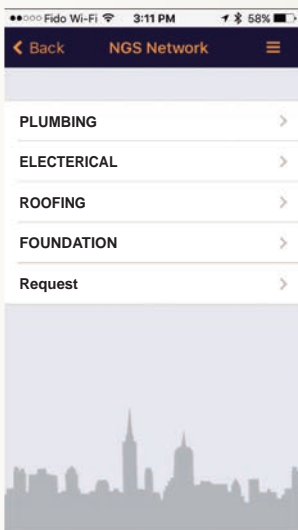 Fido Wi-Fi 3:11 PM 58%
Back NGS Network
PLUMBING
ELECTERICAL
ROOFING
FOUNDATION
Request